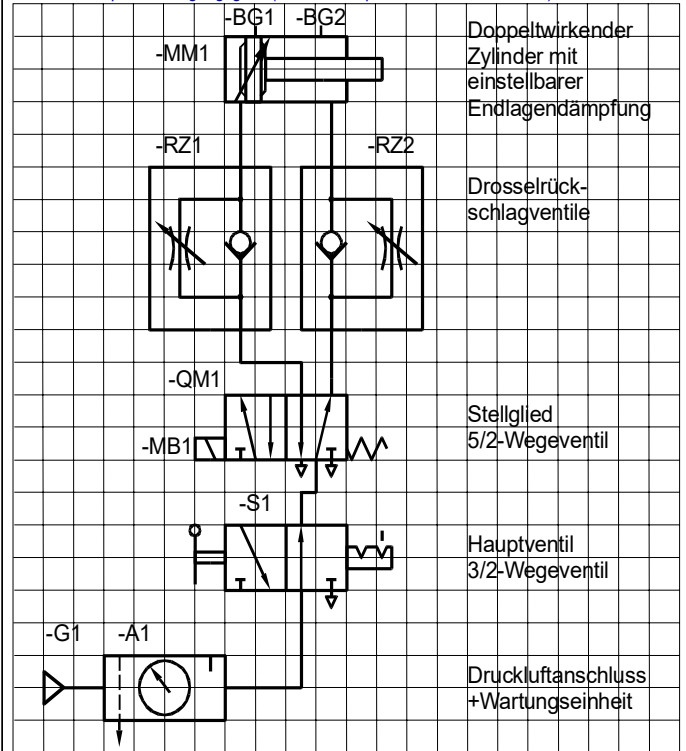 -BG1 -BG2
-MM1
Doppeltwirkender
Zylinder mit
einstellbarer
Endlagendämpfung
-RZ1
-RZ2
Drosselrück-
schlagventile
-QM1
-MB1
Stellglied
5/2-Wegeventil
-S1
Hauptventil
3/2-Wegeventil
-G1
-A1
Druckluftanschluss
+Wartungseinheit